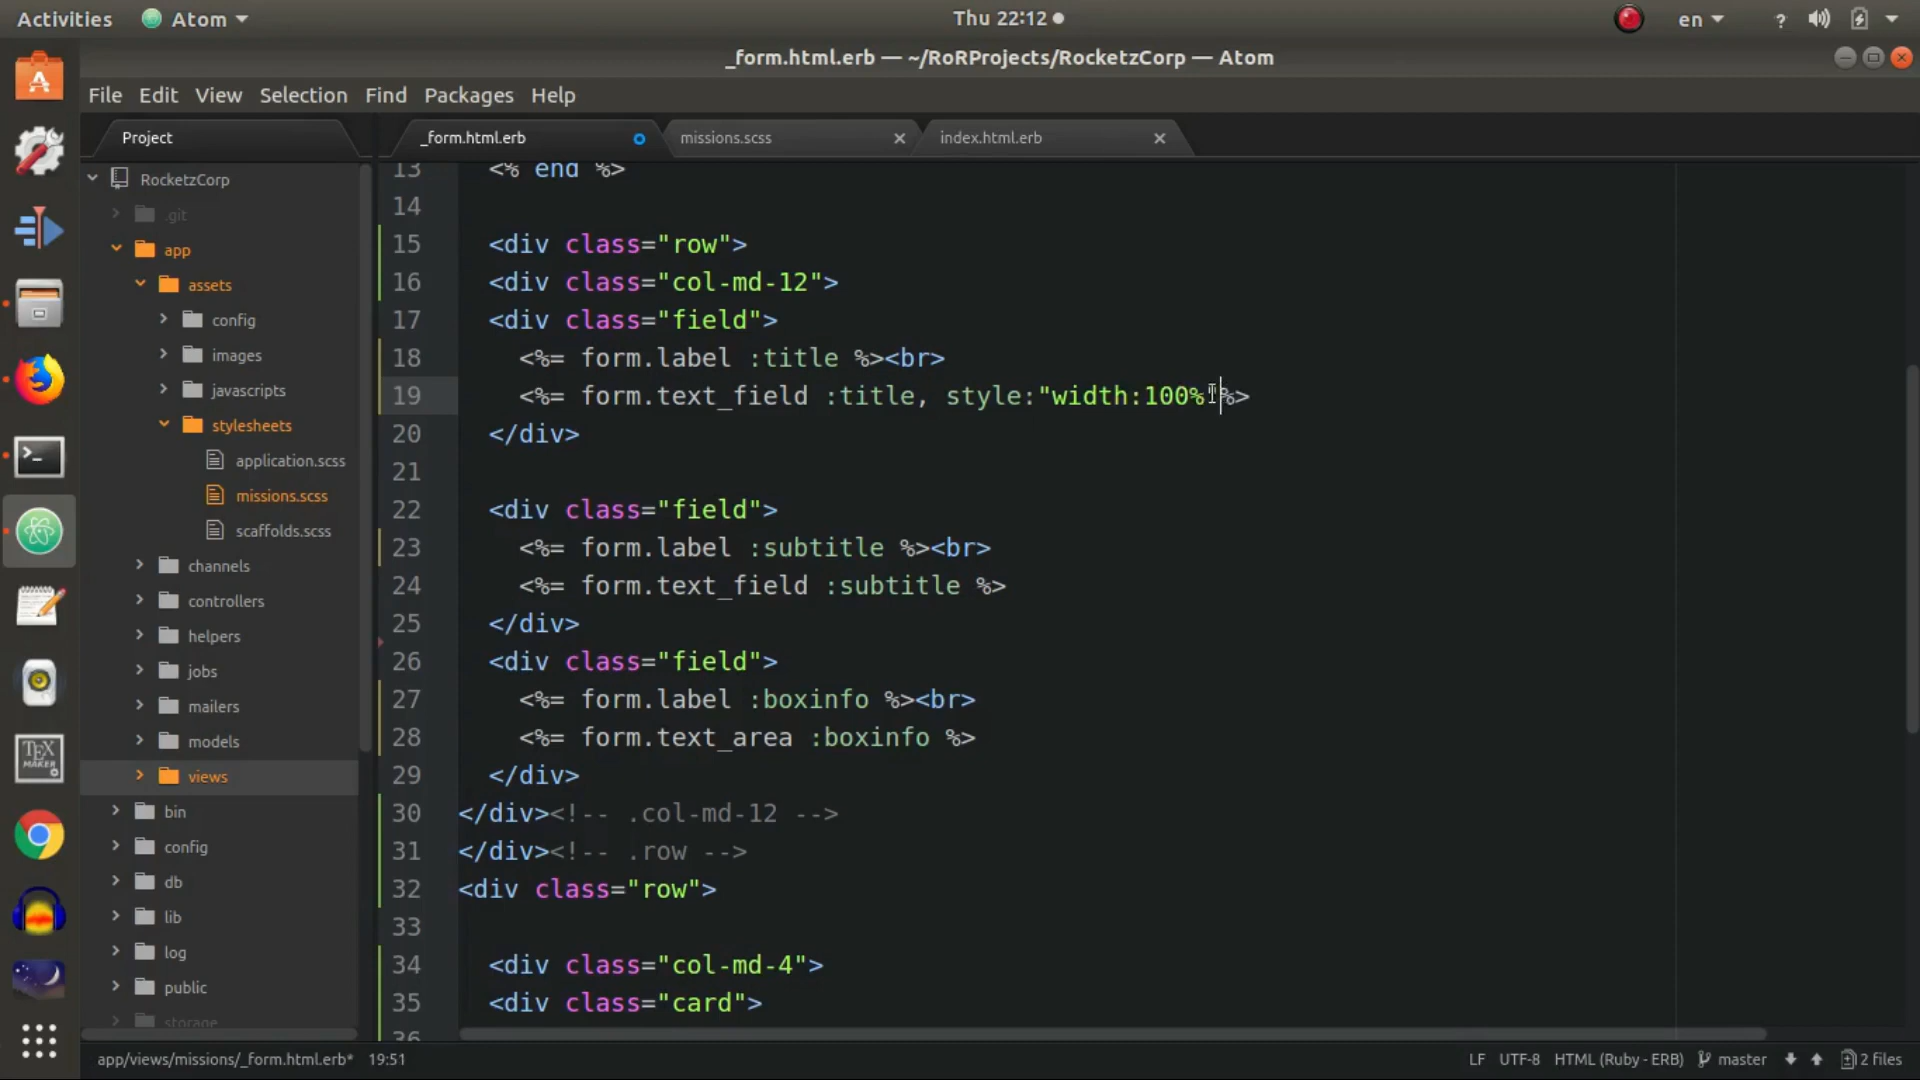 Activities
Atom
Thu 22:12
en
?
_form.html.erb — ~/RoRProjects/RocketzCorp — Atom
File Edit View Selection Find Packages Help
Project
_form.html.erb
missions.scss
index.html.erb
RocketzCorp
.git
app
assets
config
images
javascripts
stylesheets
application.scss
missions.scss
scaffolds.scss
channels
controllers
helpers
jobs
mailers
models
views
bin
config
db
lib
log
public
storage
TEX MAKER
13 <% end %>
14
15 <div class="row">
16 <div class="col-md-12">
17 <div class="field">
18 <%= form.label :title %><br>
19 <%= form.text_field :title, style:"width:100%" %>
20 </div>
21
22 <div class="field">
23 <%= form.label :subtitle %><br>
24 <%= form.text_field :subtitle %>
25 </div>
26 <div class="field">
27 <%= form.label :boxinfo %><br>
28 <%= form.text_area :boxinfo %>
29 </div>
30 </div><!-- .col-md-12 -->
31 </div><!-- .row -->
32 <div class="row">
33
34 <div class="col-md-4">
35 <div class="card">
36
app/views/missions/_form.html.erb* 19:51
LF UTF-8 HTML (Ruby - ERB) master 2 files